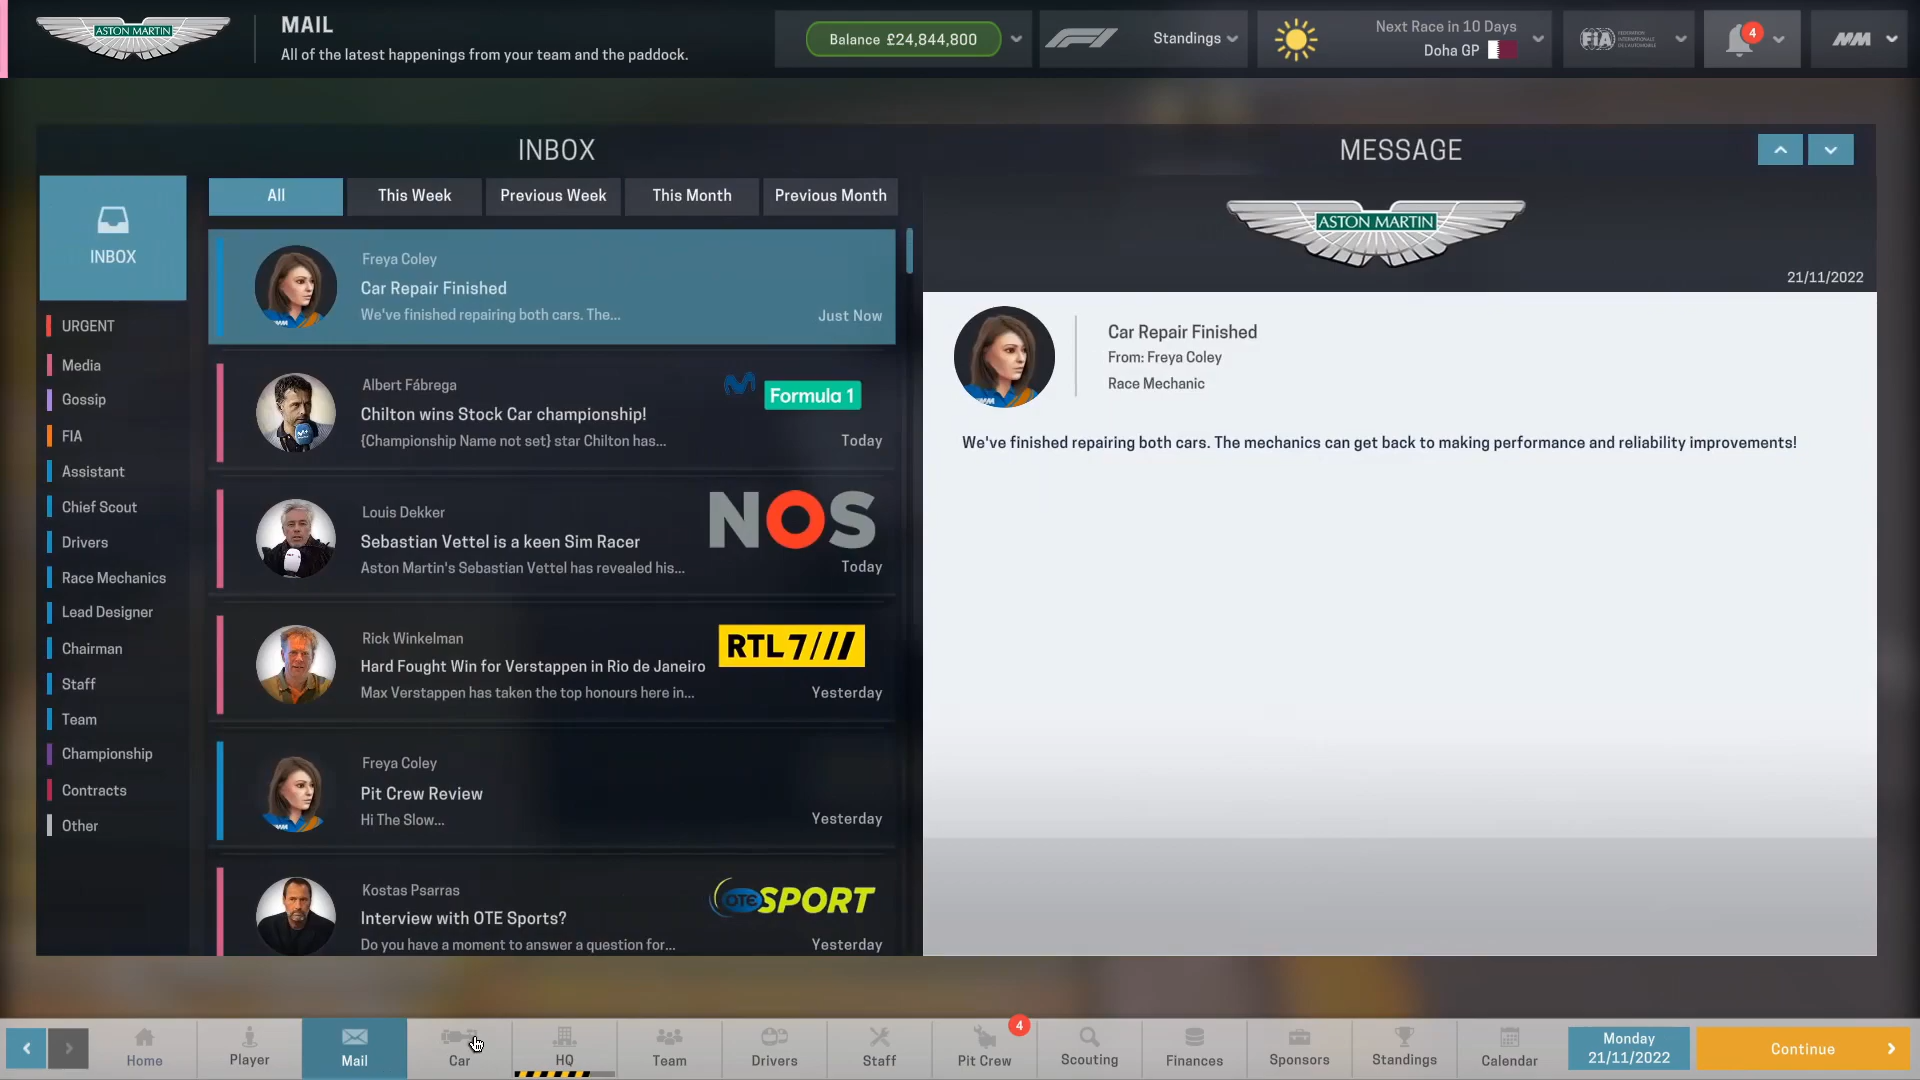 ASTON MARTIN
MAIL
All of the latest happenings from your team and the paddock.
Balance £24,844,800
Standings
Next Race in 10 Days
Doha GP
FIA
4
MM
INBOX
MESSAGE
INBOX
All
This Week
Previous Week
This Month
Previous Month
URGENT
Media
Gossip
FIA
Assistant
Chief Scout
Drivers
Race Mechanics
Lead Designer
Chairman
Staff
Team
Championship
Contracts
Other
Freya Coley
Car Repair Finished
We've finished repairing both cars. The...
Just Now
Albert Fábrega
Formula 1
Chilton wins Stock Car championship!
{Championship Name not set} star Chilton has...
Today
Louis Dekker
NOS
Sebastian Vettel is a keen Sim Racer
Aston Martin's Sebastian Vettel has revealed his...
Today
Rick Winkelman
RTL 7
Hard Fought Win for Verstappen in Rio de Janeiro
Max Verstappen has taken the top honours here in...
Yesterday
Freya Coley
Pit Crew Review
Hi The Slow...
Yesterday
Kostas Psarras
OTE SPORT
Interview with OTE Sports?
Do you have a moment to answer a question for...
Yesterday
ASTON MARTIN
21/11/2022
Car Repair Finished
From: Freya Coley
Race Mechanic
We've finished repairing both cars. The mechanics can get back to making performance and reliability improvements!
Home
Player
Mail
Car
HQ
Team
Drivers
Staff
4
Pit Crew
Scouting
Finances
Sponsors
Standings
Calendar
Monday
21/11/2022
Continue